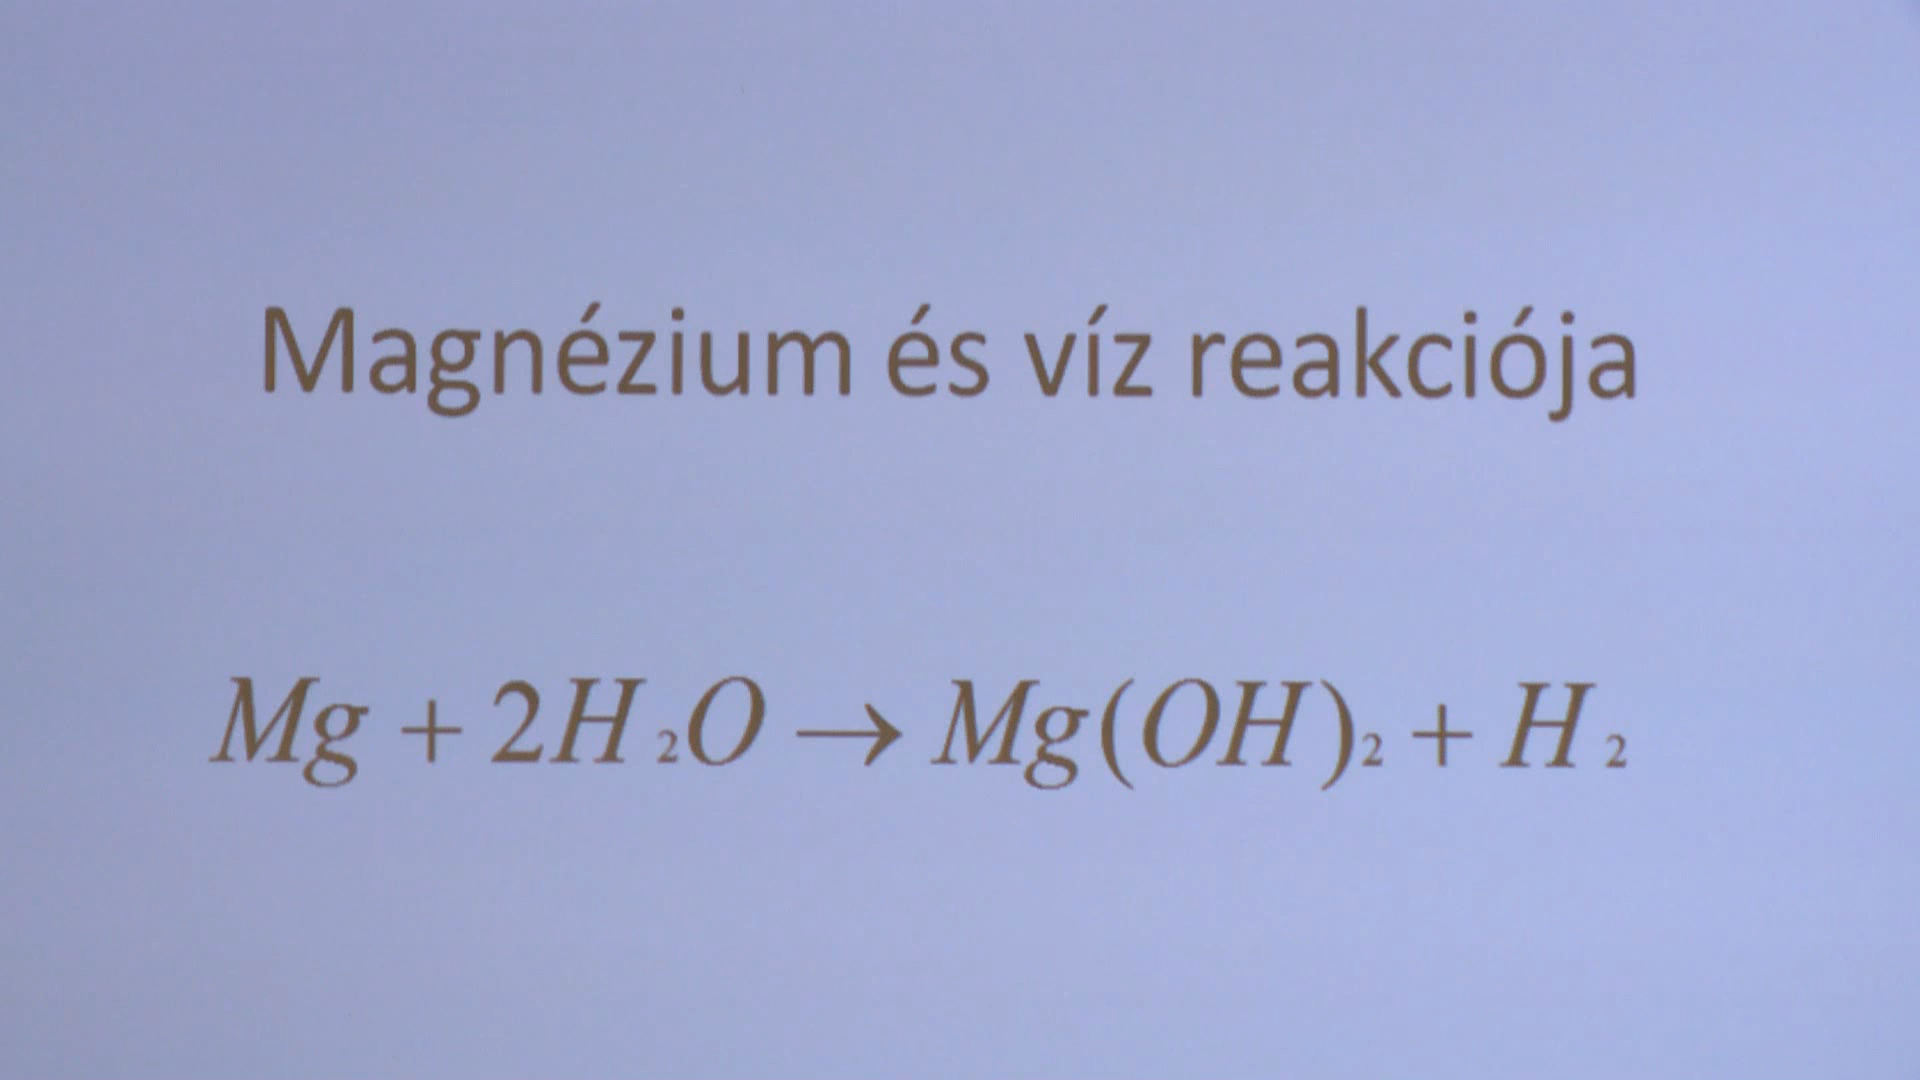 Magnézium és víz reakciója
Mg + 2H₂O → Mg(OH)₂ + H₂